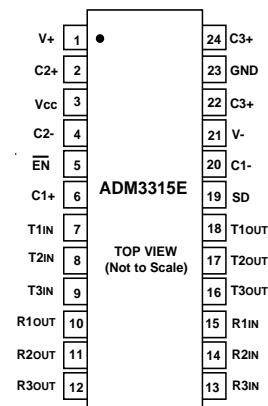 V+ 1 24 C3+
C2+ 2 23 GND
Vcc 3 22 C3+
C2- 4 21 V-
EN 5 20 C1-
C1+ 6 ADM3315E 19 SD
T1IN 7 18 T1OUT
T2IN 8 TOP VIEW 17 T2OUT
(Not to Scale)
T3IN 9 16 T3OUT
R1OUT 10 15 R1IN
R2OUT 11 14 R2IN
R3OUT 12 13 R3IN